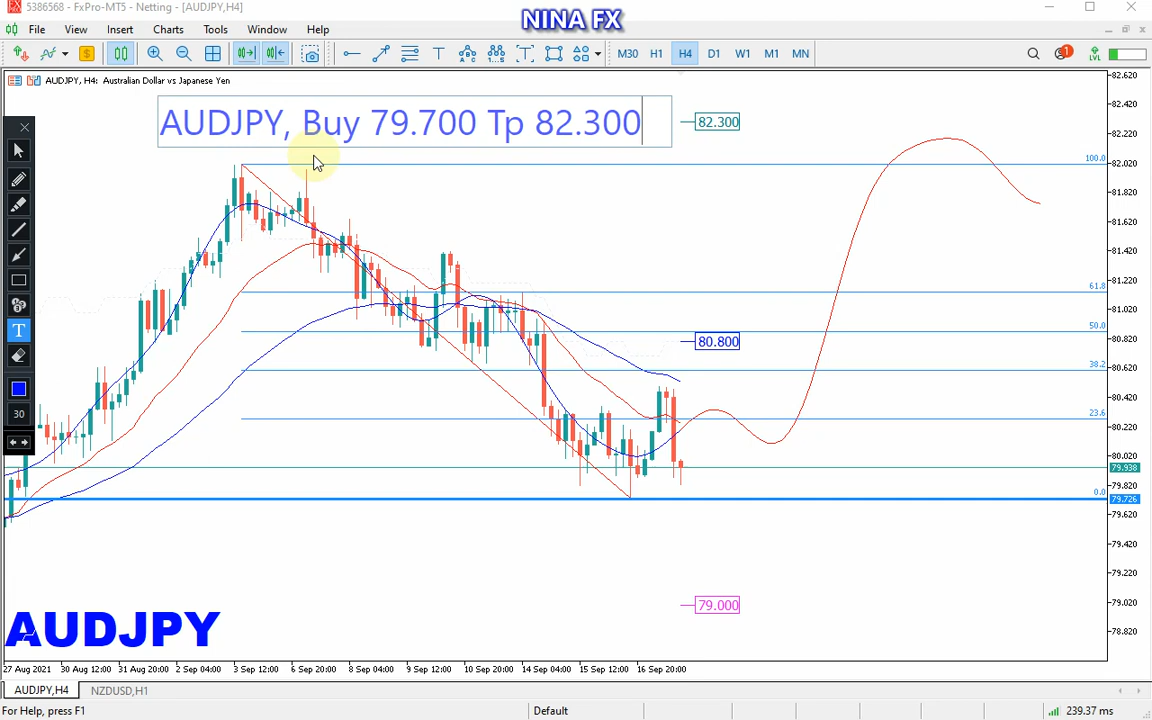 5386568 - FxPro-MT5 - Netting - [AUDJPY,H4]
NINA FX
File View Insert Charts Tools Window Help
M30 H1 H4 D1 W1 M1 MN
1
LVL
AUDJPY, H4: Australian Dollar vs Japanese Yen
AUDJPY, Buy 79.700 Tp 82.300
82.300
80.800
79.000
100.0
61.8
50.0
38.2
23.6
0.0
82.620
82.420
82.220
82.020
81.820
81.620
81.420
81.220
81.020
80.820
80.620
80.420
80.220
80.020
79.938
79.820
79.726
79.620
79.420
79.220
79.020
78.820
T
30
AUDJPY
27 Aug 2021 30 Aug 12:00 31 Aug 20:00 2 Sep 04:00 3 Sep 12:00 6 Sep 20:00 8 Sep 04:00 9 Sep 12:00 10 Sep 20:00 14 Sep 04:00 15 Sep 12:00 16 Sep 20:00
AUDJPY,H4 NZDUSD,H1
For Help, press F1 Default 239.37 ms